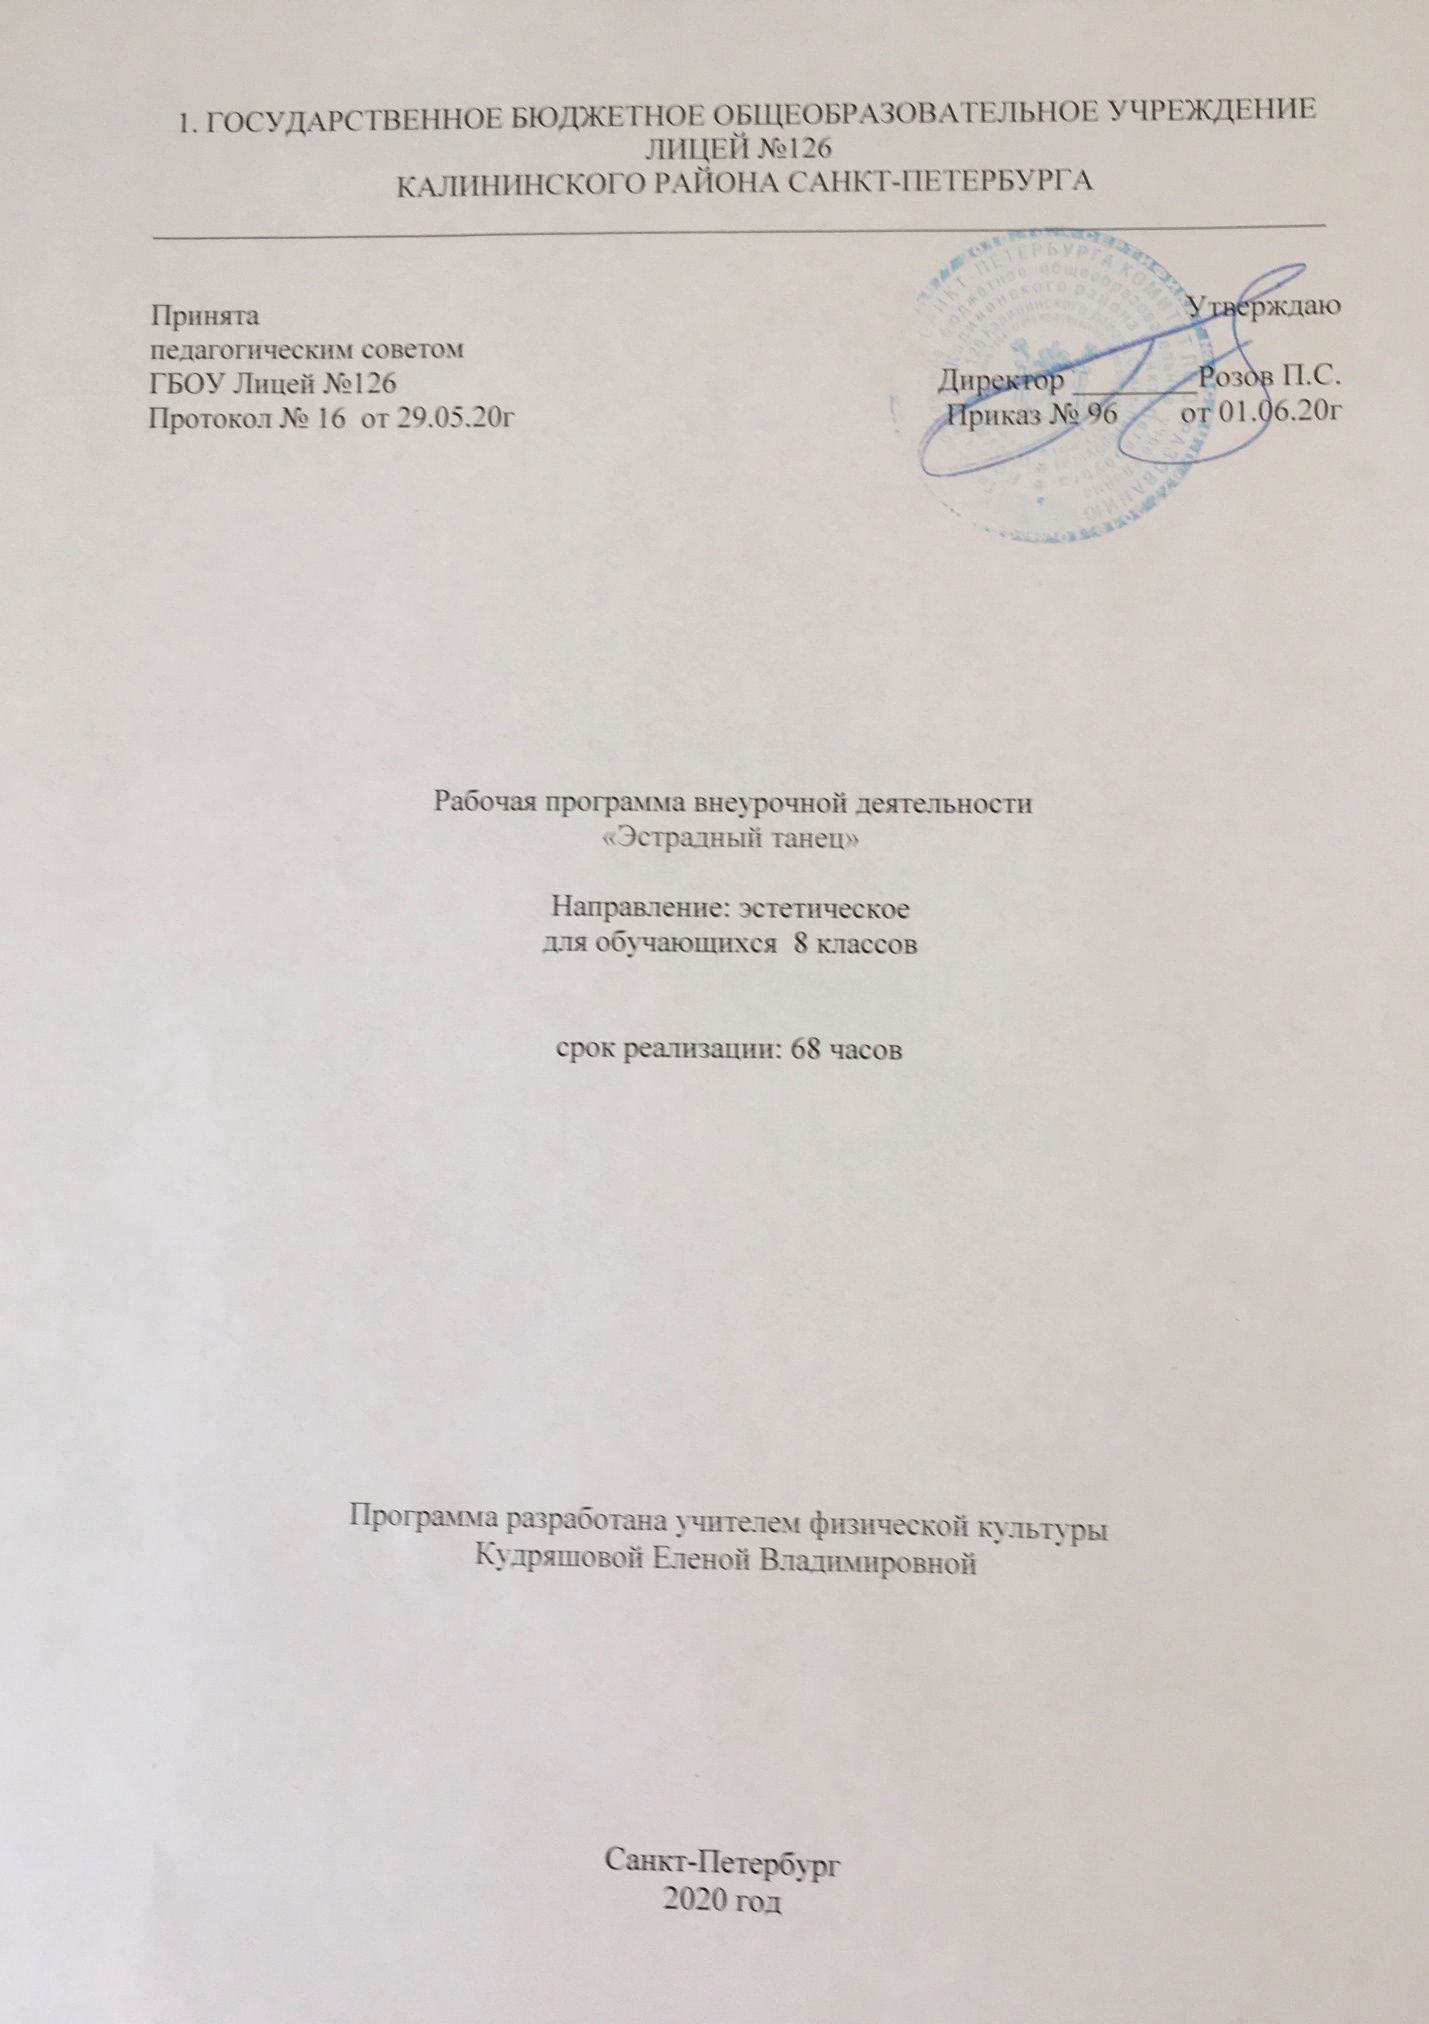 1. ГОСУДАРСТВЕННОЕ БЮДЖЕТНОЕ ОБЩЕОБРАЗОВАТЕЛЬНОЕ УЧРЕЖДЕНИЕ
ЛИЦЕЙ №126
КАЛИНИНСКОГО РАЙОНА САНКТ-ПЕТЕРБУРГА
Принята
педагогическим советом
ГБОУ Лицей №126
Протокол № 16 от 29.05.20г
Утверждаю
Директор _________Розов П.С.
Приказ № 96 от 01.06.20г
Рабочая программа внеурочной деятельности
«Эстрадный танец»
Направление: эстетическое
для обучающихся 8 классов
срок реализации: 68 часов
Программа разработана учителем физической культуры
Кудряшовой Еленой Владимировной
Санкт-Петербург
2020 год